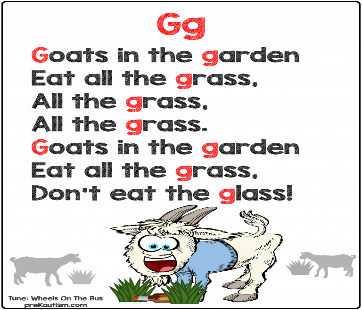 Gg
Goats in the garden
Eat all the grass,
All the grass,
All the grass.
Goats in the garden
Eat all the grass,
Don't eat the glass!
Tune: Wheels On The Bus
preKautism.com